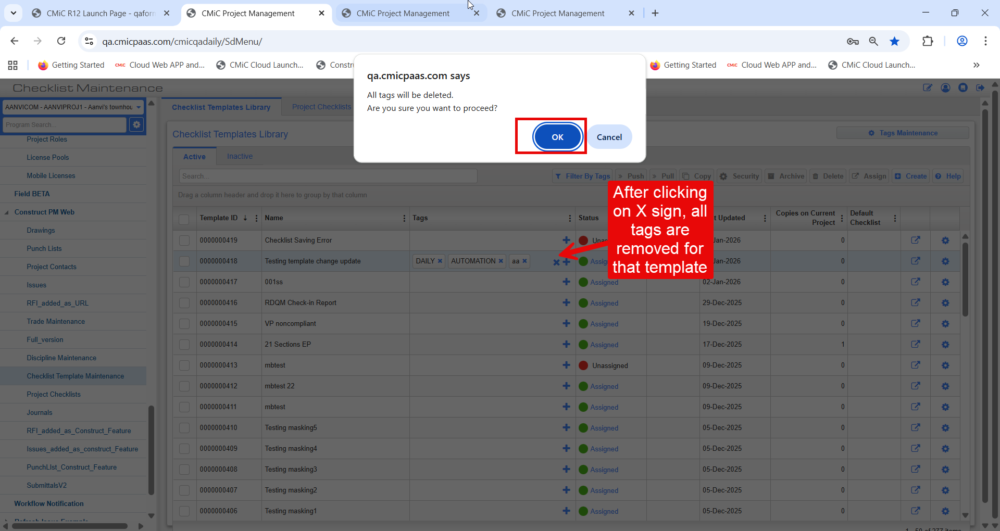 CMiC R12 Launch Page - qaforn
CMiC Project Management
CMiC Project Management
CMiC Project Management
qa.cmicpaas.com/cmicqadaily/SdMenu/
Getting Started
CMiC Cloud Web APP and...
CMiC Cloud Launch...
Constru
Getting Started
CMiC Cloud Web APP and...
CMiC Cloud Launch...
qa.cmicpaas.com says
All tags will be deleted.
Are you sure you want to proceed?
OK
Cancel
Checklist Maintenance
AANVICOM - AANVIPROJ1 - Aanvi's townhou
Program Search...
Project Roles
License Pools
Mobile Licenses
Field BETA
Construct PM Web
Drawings
Punch Lists
Project Contacts
Issues
RFI_added_as_URL
Trade Maintenance
Full_version
Discipline Maintenance
Checklist Template Maintenance
Project Checklists
Journals
RFI_added_as_Construct_Feature
Issues_added_as_construct_Feature
PunchLIst_Construct_Feature
SubmittalsV2
Workflow Notification
Refresh Issue Example
Checklist Templates Library
Project Checklists
Checklist Templates Library
Tags Maintenance
Active
Inactive
Search...
Filter By Tags
Push
Pull
Copy
Security
Archive
Delete
Assign
Create
Help
Drag a column header and drop it here to group by that column
Template ID Name Tags Status t Updated Copies on Current Project Default Checklist
0000000419 Checklist Saving Error Unas Jan-2026 0
0000000418 Testing template change update DAILY AUTOMATION aa Assig Jan-2026 0
0000000417 001ss Assigned 02-Jan-2026 0
0000000416 RDQM Check-in Report Assigned 29-Dec-2025 0
0000000415 VP noncompliant Assigned 19-Dec-2025 0
0000000414 21 Sections EP Assigned 17-Dec-2025 1
0000000413 mbtest Unassigned 09-Dec-2025 0
0000000412 mbtest 22 Assigned 09-Dec-2025 0
0000000411 mbtest Assigned 09-Dec-2025 0
0000000410 Testing masking5 Assigned 05-Dec-2025 0
0000000409 Testing masking4 Assigned 05-Dec-2025 0
0000000408 Testing masking3 Assigned 05-Dec-2025 0
0000000407 Testing masking2 Assigned 05-Dec-2025 0
0000000406 Testing masking1 Assigned 05-Dec-2025 0
After clicking
on X sign, all
tags are
removed for
that template
1 - 50 of 277 items